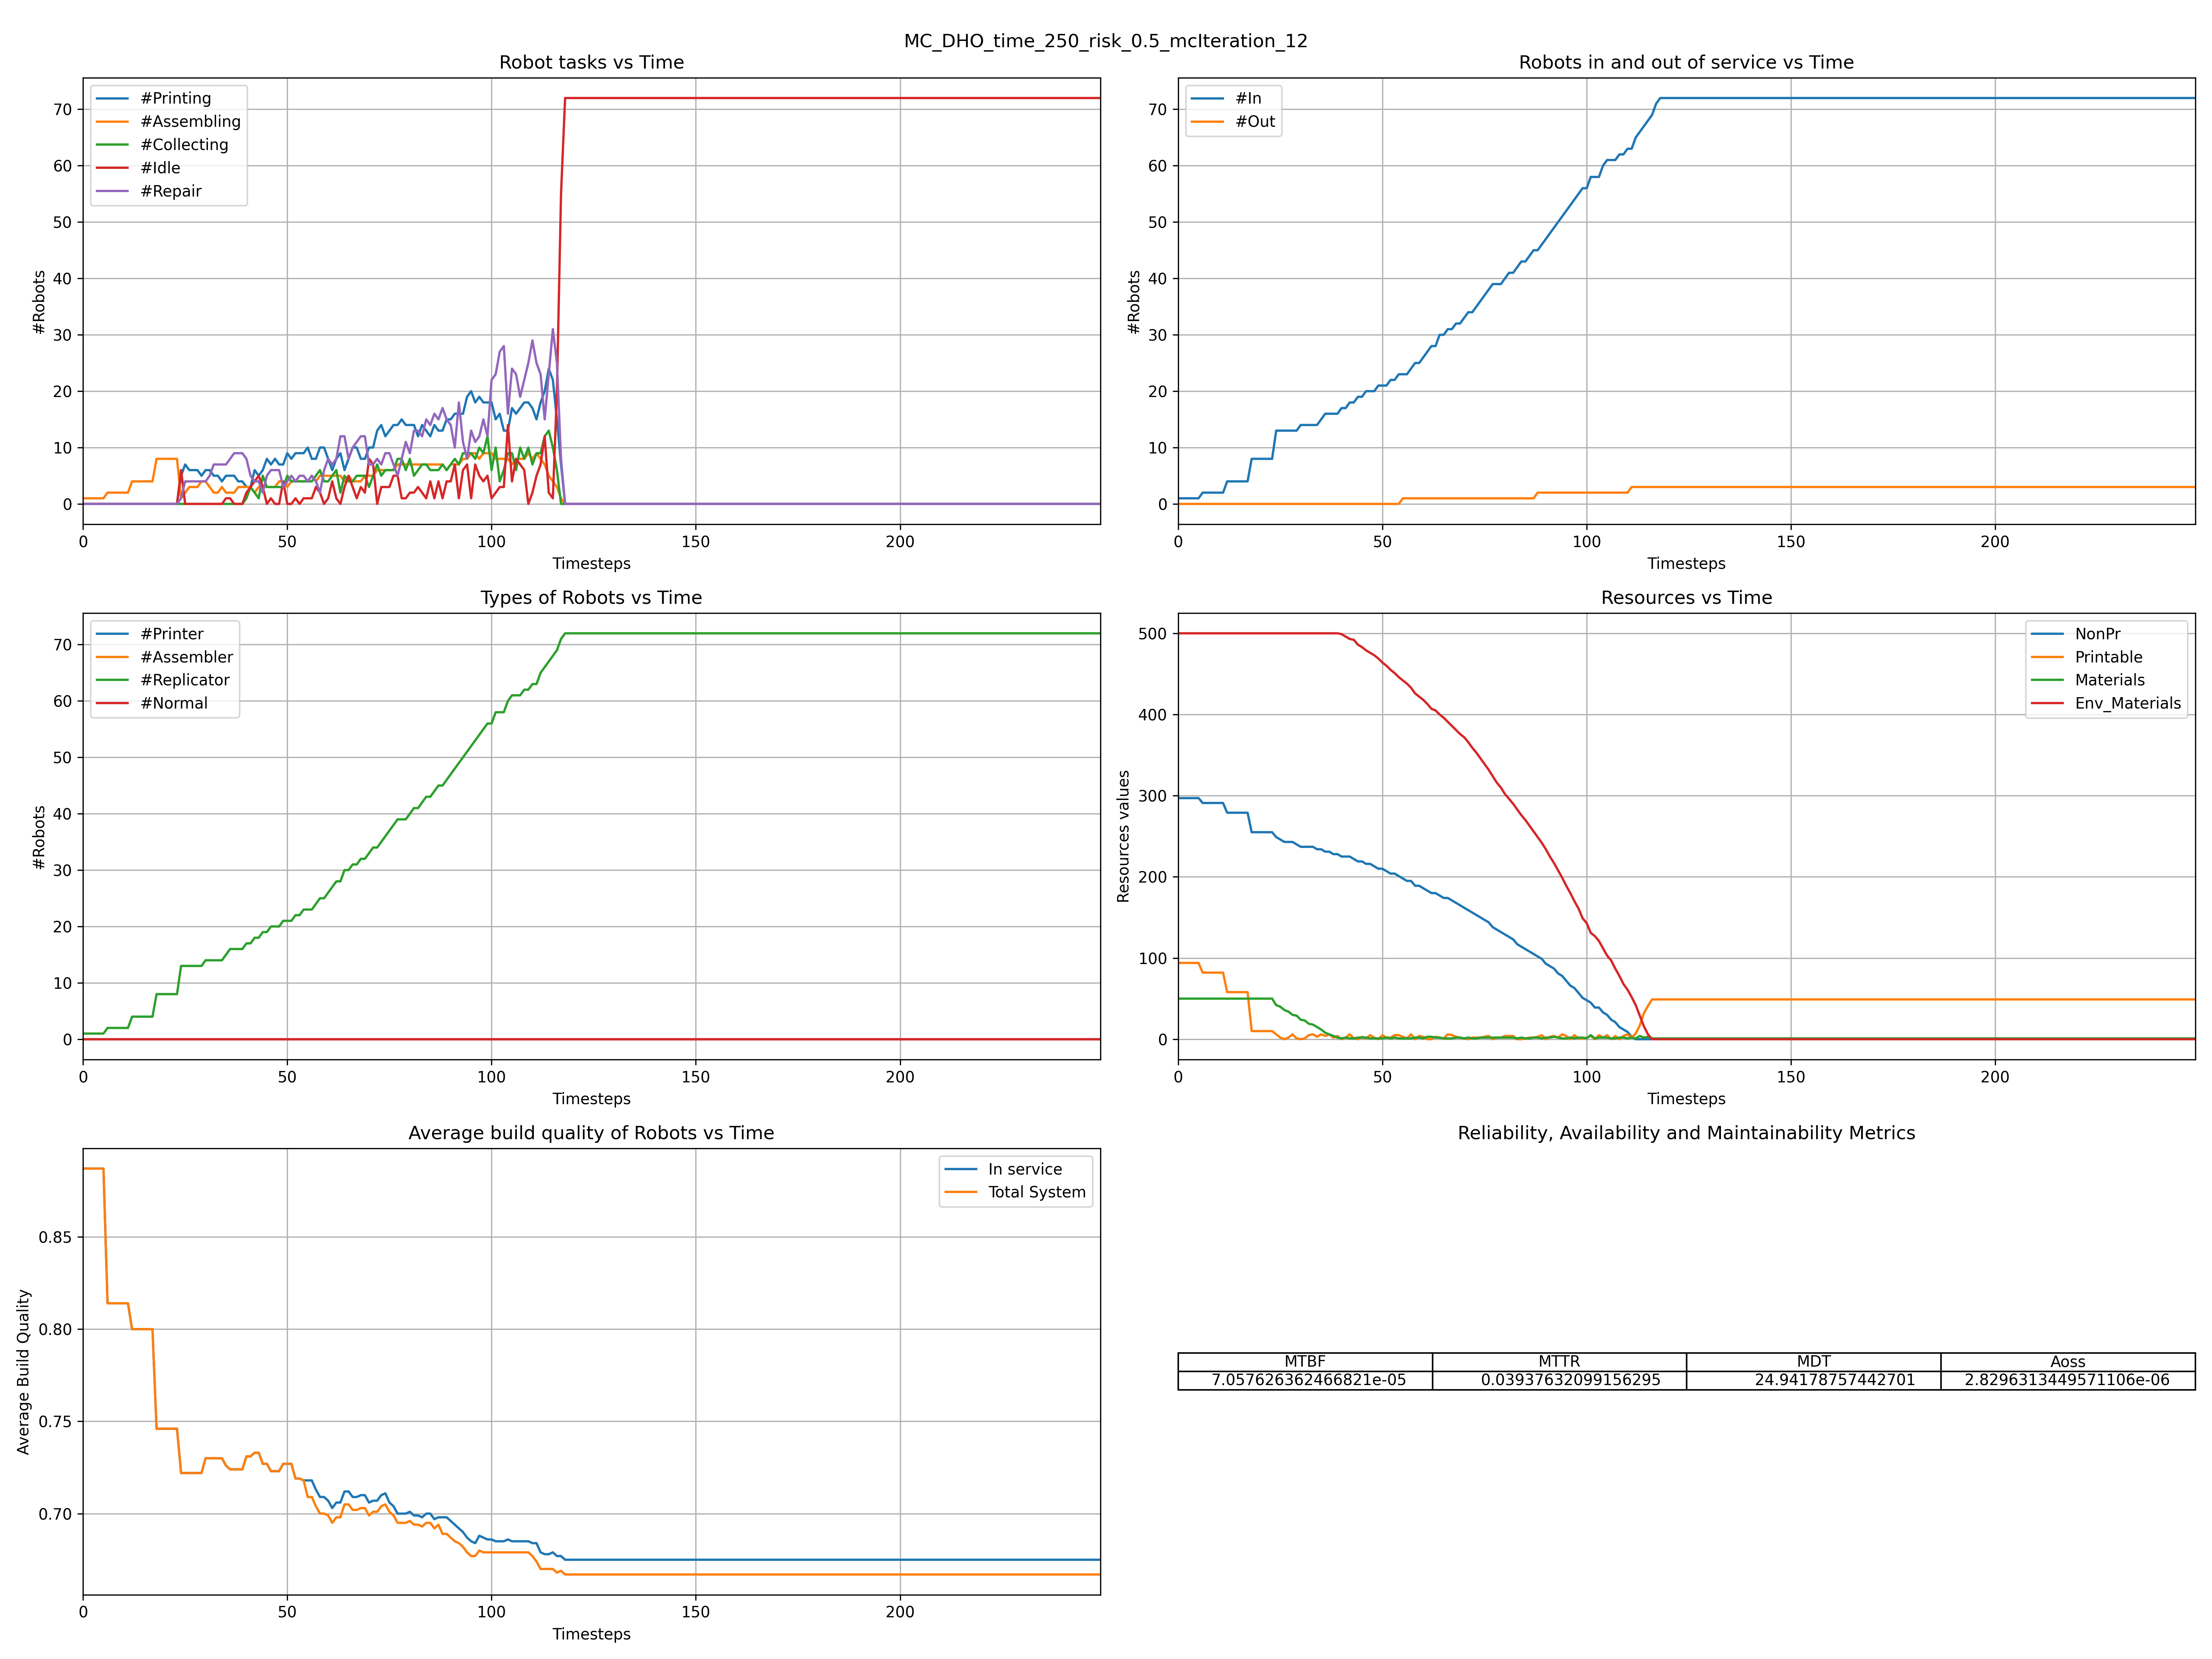 MC_DHO_time_250_risk_0.5_mcIteration_12
Robot tasks vs Time
#Printing
#Assembling
#Collecting
#Idle
#Repair
70
60
50
40
30
20
10
0
#Robots
0 50 100 150 200
Timesteps
Robots in and out of service vs Time
#In
#Out
70
60
50
40
30
20
10
0
#Robots
0 50 100 150 200
Timesteps
Types of Robots vs Time
#Printer
#Assembler
#Replicator
#Normal
70
60
50
40
30
20
10
0
#Robots
0 50 100 150 200
Timesteps
Resources vs Time
NonPr
Printable
Materials
Env_Materials
500
400
300
200
100
0
Resources values
0 50 100 150 200
Timesteps
Average build quality of Robots vs Time
In service
Total System
0.85
0.80
0.75
0.70
Average Build Quality
0 50 100 150 200
Timesteps
Reliability, Availability and Maintainability Metrics
MTBF MTTR MDT Aoss
7.057626362466821e-05 0.03937632099156295 24.94178757442701 2.8296313449571106e-06